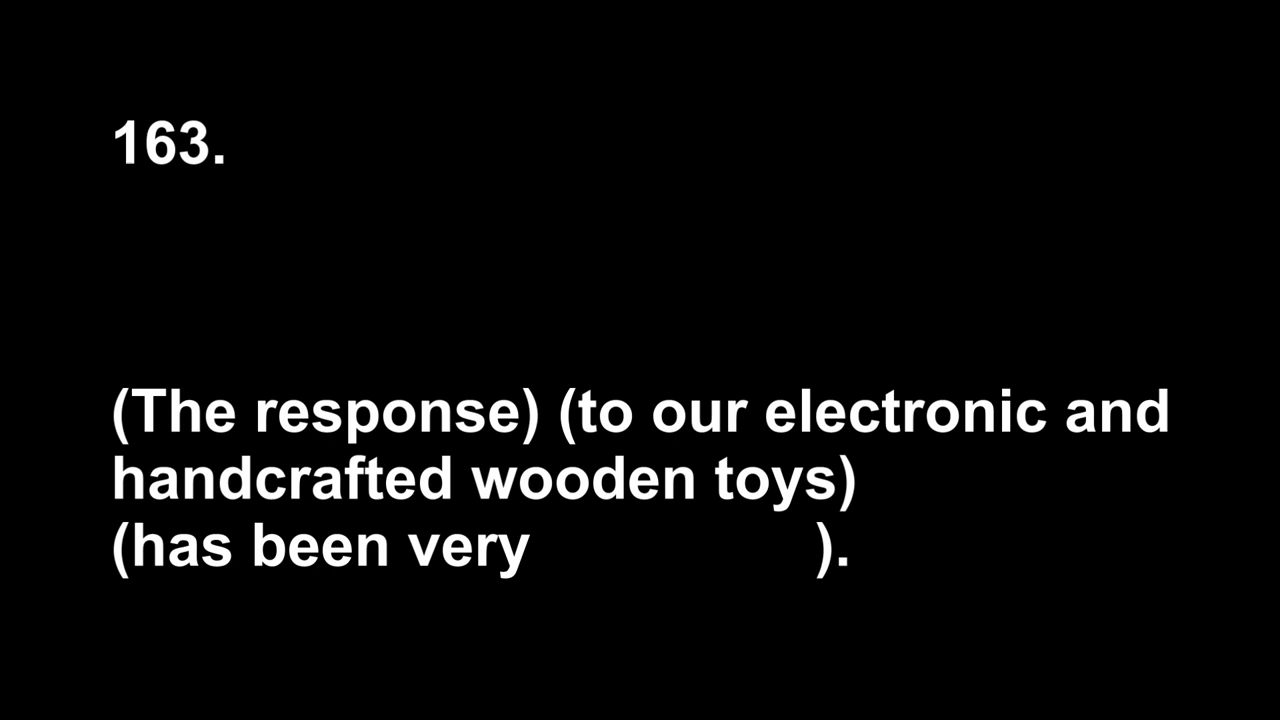 163.
(The response) (to our electronic and
handcrafted wooden toys)
(has been very ).